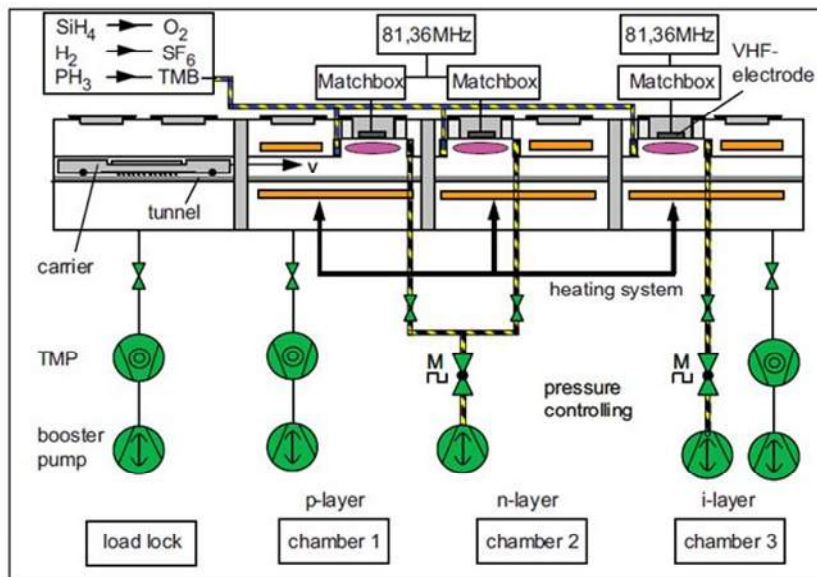 SiH4 O2
H2 SF6
PH3 TMB
81,36MHz
81,36MHz
VHF-
electrode
Matchbox
Matchbox
Matchbox
v
tunnel
carrier
heating system
TMP
M
M
pressure
controlling
booster
pump
p-layer
n-layer
i-layer
load lock
chamber 1
chamber 2
chamber 3